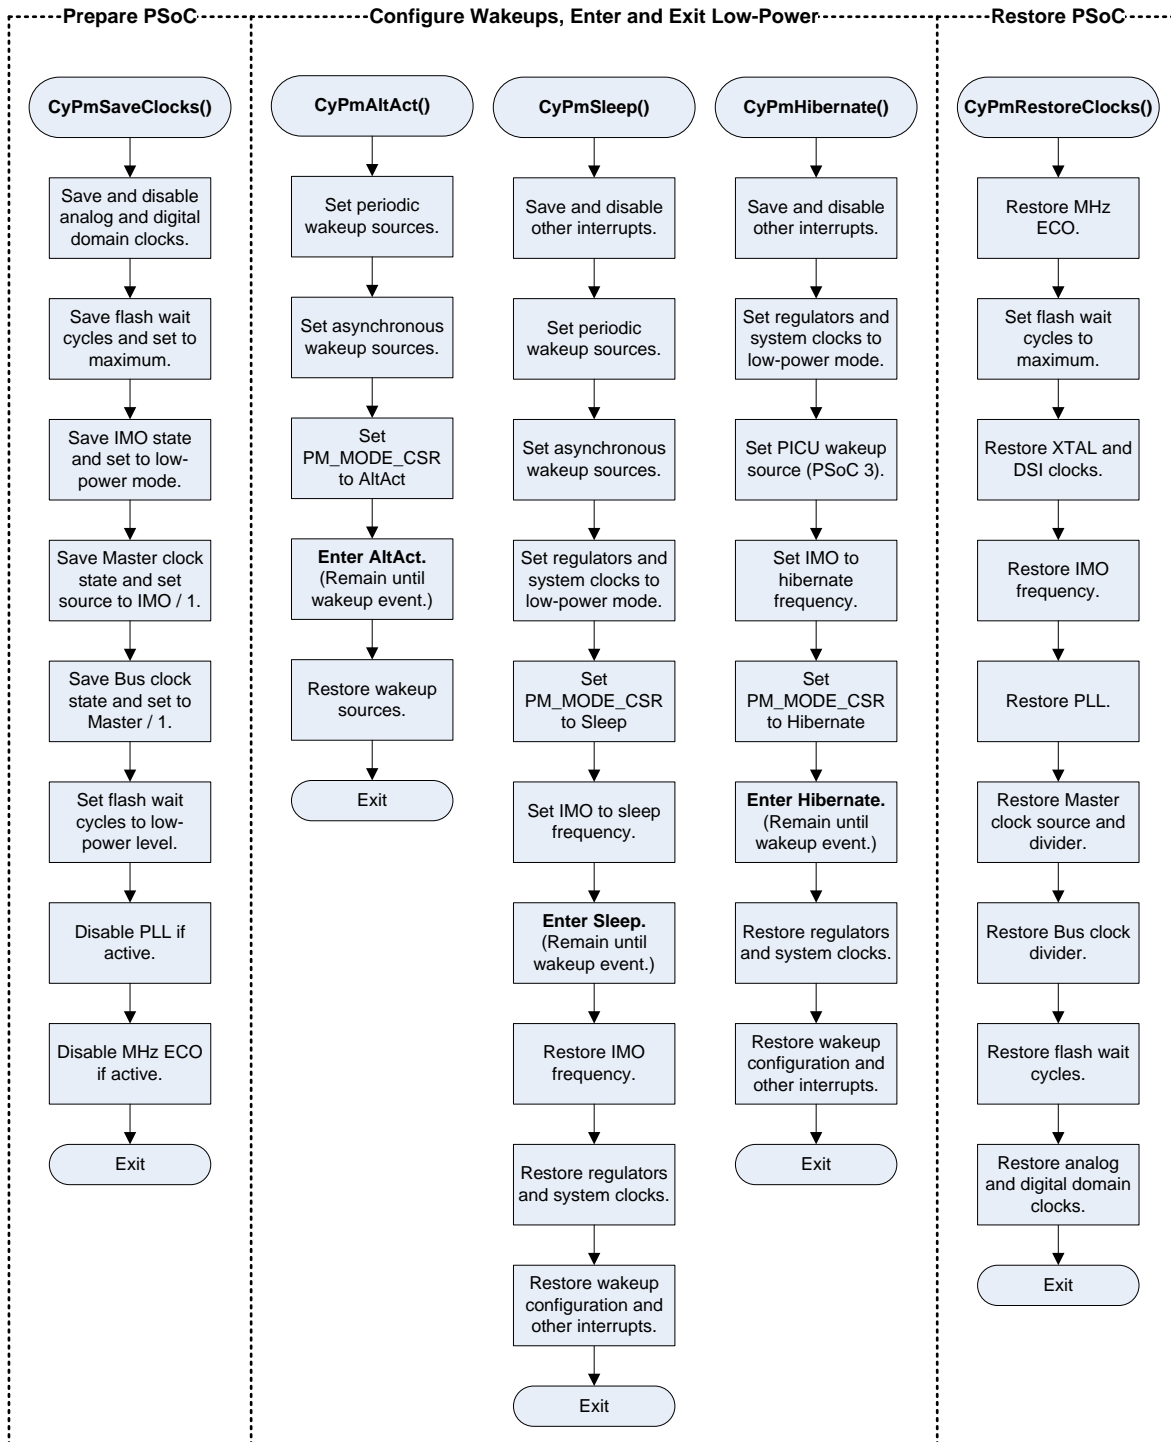 Prepare PSoC
Configure Wakeups, Enter and Exit Low-Power
Restore PSoC
CyPmSaveClocks()
Save and disable
analog and digital
domain clocks.
Save flash wait
cycles and set to
maximum.
Save IMO state
and set to low-
power mode.
Save Master clock
state and set
source to IMO / 1.
Save Bus clock
state and set to
Master / 1.
Set flash wait
cycles to low-
power level.
Disable PLL if
active.
Disable MHz ECO
if active.
Exit
CyPmAltAct()
Set periodic
wakeup sources.
Set asynchronous
wakeup sources.
Set
PM_MODE_CSR
to AltAct
Enter AltAct.
(Remain until
wakeup event.)
Restore wakeup
sources.
Exit
CyPmSleep()
Save and disable
other interrupts.
Set periodic
wakeup sources.
Set asynchronous
wakeup sources.
Set regulators and
system clocks to
low-power mode.
Set
PM_MODE_CSR
to Sleep
Set IMO to sleep
frequency.
Enter Sleep.
(Remain until
wakeup event.)
Restore IMO
frequency.
Restore regulators
and system clocks.
Restore wakeup
configuration and
other interrupts.
Exit
CyPmHibernate()
Save and disable
other interrupts.
Set regulators and
system clocks to
low-power mode.
Set PICU wakeup
source (PSoC 3).
Set IMO to
hibernate
frequency.
Set
PM_MODE_CSR
to Hibernate
Enter Hibernate.
(Remain until
wakeup event.)
Restore regulators
and system clocks.
Restore wakeup
configuration and
other interrupts.
Exit
CyPmRestoreClocks()
Restore MHz
ECO.
Set flash wait
cycles to
maximum.
Restore XTAL and
DSI clocks.
Restore IMO
frequency.
Restore PLL.
Restore Master
clock source and
divider.
Restore Bus clock
divider.
Restore flash wait
cycles.
Restore analog
and digital domain
clocks.
Exit